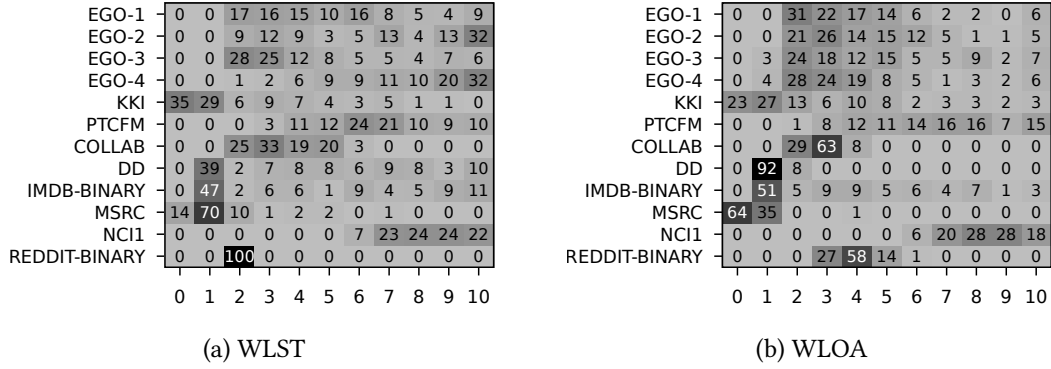 EGO-1 0 0 17 16 15 10 16 8 5 4 9
EGO-2 0 0 9 12 9 3 5 13 4 13 32
EGO-3 0 0 28 25 12 8 5 5 4 7 6
EGO-4 0 0 1 2 6 9 9 11 10 20 32
KKI 35 29 6 9 7 4 3 5 1 1 0
PTCFM 0 0 0 3 11 12 24 21 10 9 10
COLLAB 0 0 25 33 19 20 3 0 0 0 0
DD 0 39 2 7 8 8 6 9 8 3 10
IMDB-BINARY 0 47 2 6 6 1 9 4 5 9 11
MSRC 14 70 10 1 2 2 0 1 0 0 0
NCI1 0 0 0 0 0 0 7 23 24 24 22
REDDIT-BINARY 0 0 100 0 0 0 0 0 0 0 0
0 1 2 3 4 5 6 7 8 9 10
(a) WLST
EGO-1 0 0 31 22 17 14 6 2 2 0 6
EGO-2 0 0 21 26 14 15 12 5 1 1 5
EGO-3 0 3 24 18 12 15 5 5 9 2 7
EGO-4 0 4 28 24 19 8 5 1 3 2 6
KKI 23 27 13 6 10 8 2 3 3 2 3
PTCFM 0 0 1 8 12 11 14 16 16 7 15
COLLAB 0 0 29 63 8 0 0 0 0 0 0
DD 0 92 8 0 0 0 0 0 0 0 0
IMDB-BINARY 0 51 5 9 9 5 6 4 7 1 3
MSRC 64 35 0 0 1 0 0 0 0 0 0
NCI1 0 0 0 0 0 0 6 20 28 28 18
REDDIT-BINARY 0 0 0 27 58 14 1 0 0 0 0
0 1 2 3 4 5 6 7 8 9 10
(b) WLOA